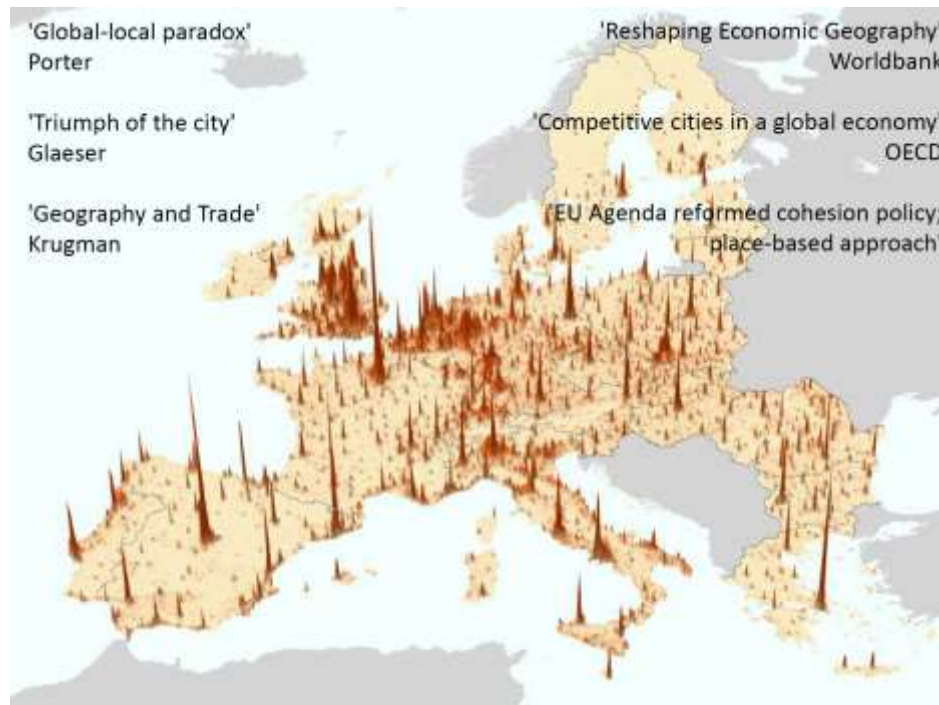 'Global-local paradox'
Porter
'Triumph of the city'
Glaeser
'Geography and Trade'
Krugman
'Reshaping Economic Geography'
Worldbank
'Competitive cities in a global economy'
OECD
'EU Agenda reformed cohesion policy,
place-based approach'